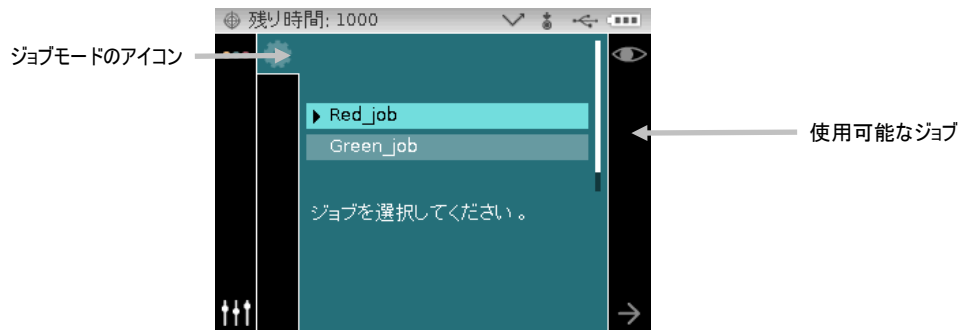 残り時間: 1000
ジョブモードのアイコン
Red_job
Green_job
使用可能なジョブ
ジョブを選択してください。